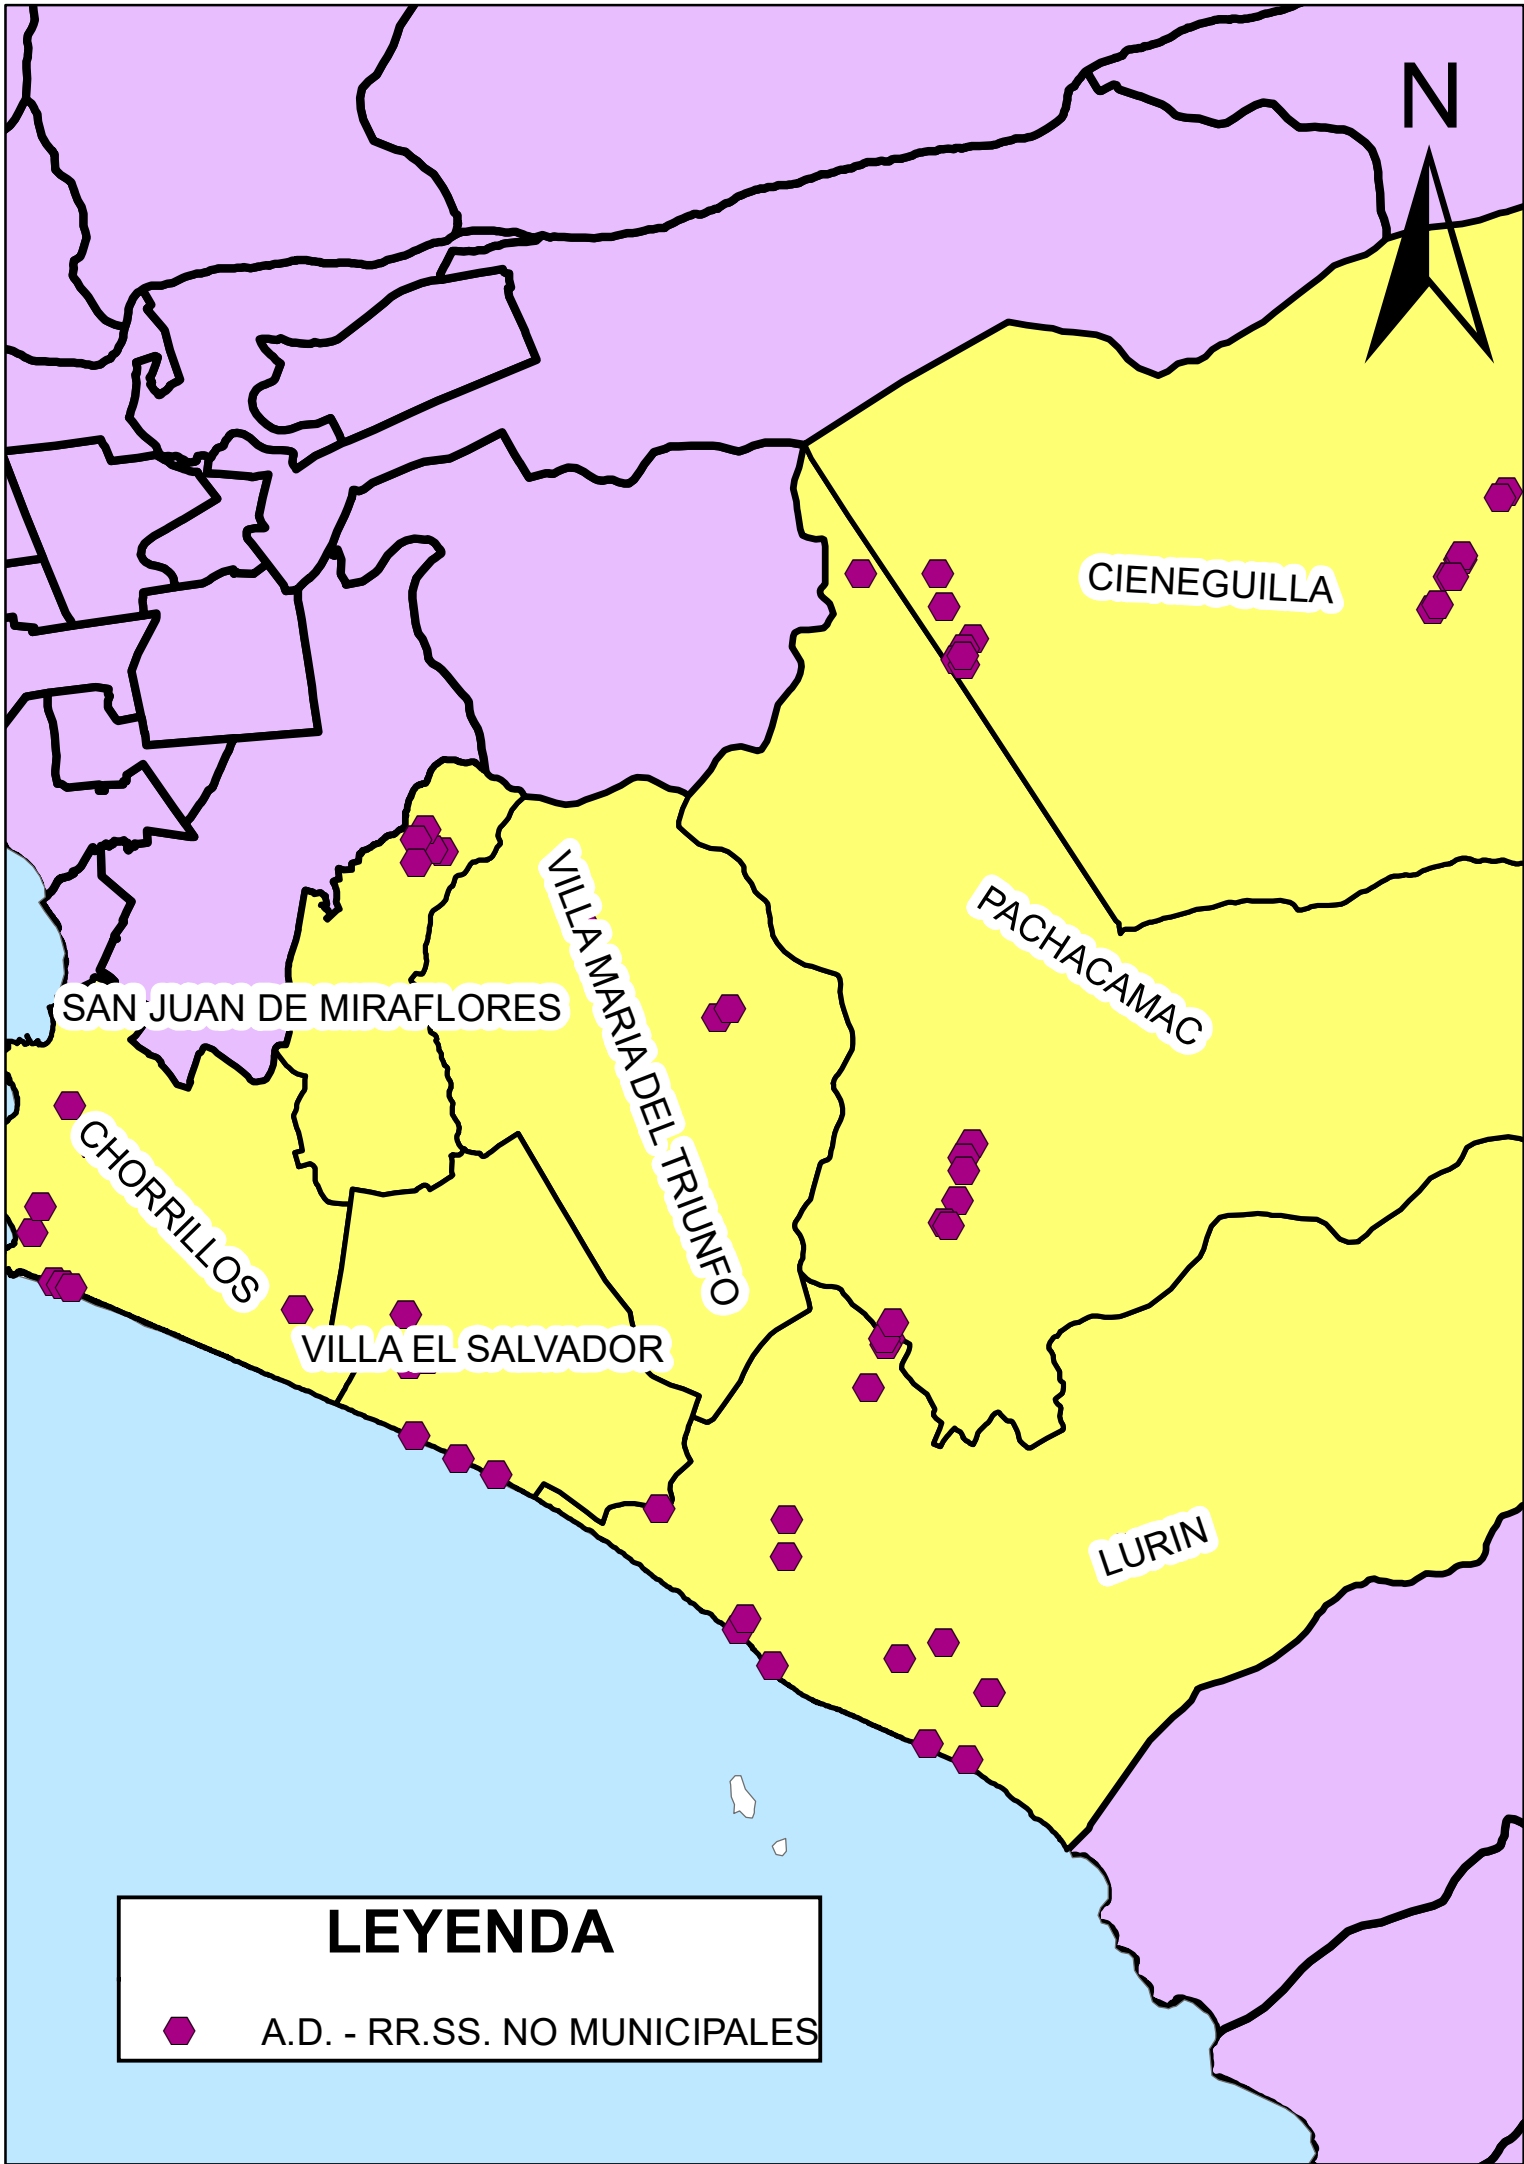 N
CIENEGUILLA
PACHACAMAC
VILLA MARIA DEL TRIUNFO
SAN JUAN DE MIRAFLORES
CHORRILLOS
VILLA EL SALVADOR
LURIN
LEYENDA
A.D. - RR.SS. NO MUNICIPALES